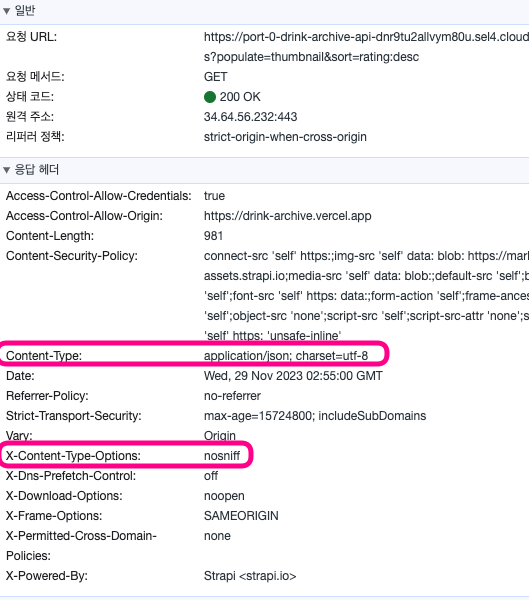 일반
요청 URL: https://port-0-drink-archive-api-dnr9tu2allvym80u.sel4.cloud
s?populate=thumbnail&sort=rating:desc
요청 메서드: GET
상태 코드: 200 OK
원격 주소: 34.64.56.232:443
리퍼러 정책: strict-origin-when-cross-origin
응답 헤더
Access-Control-Allow-Credentials: true
Access-Control-Allow-Origin: https://drink-archive.vercel.app
Content-Length: 981
Content-Security-Policy: connect-src 'self' https:;img-src 'self' data: blob: https://mar
assets.strapi.io;media-src 'self' data: blob:;default-src 'self';b
'self';font-src 'self' https: data:;form-action 'self';frame-ances
'self';object-src 'none';script-src 'self';script-src-attr 'none';s
'self' https: 'unsafe-inline'
Content-Type: application/json; charset=utf-8
Date: Wed, 29 Nov 2023 02:55:00 GMT
Referrer-Policy: no-referrer
Strict-Transport-Security: max-age=15724800; includeSubDomains
Vary: Origin
X-Content-Type-Options: nosniff
X-Dns-Prefetch-Control: off
X-Download-Options: noopen
X-Frame-Options: SAMEORIGIN
X-Permitted-Cross-Domain- none
Policies:
X-Powered-By: Strapi <strapi.io>